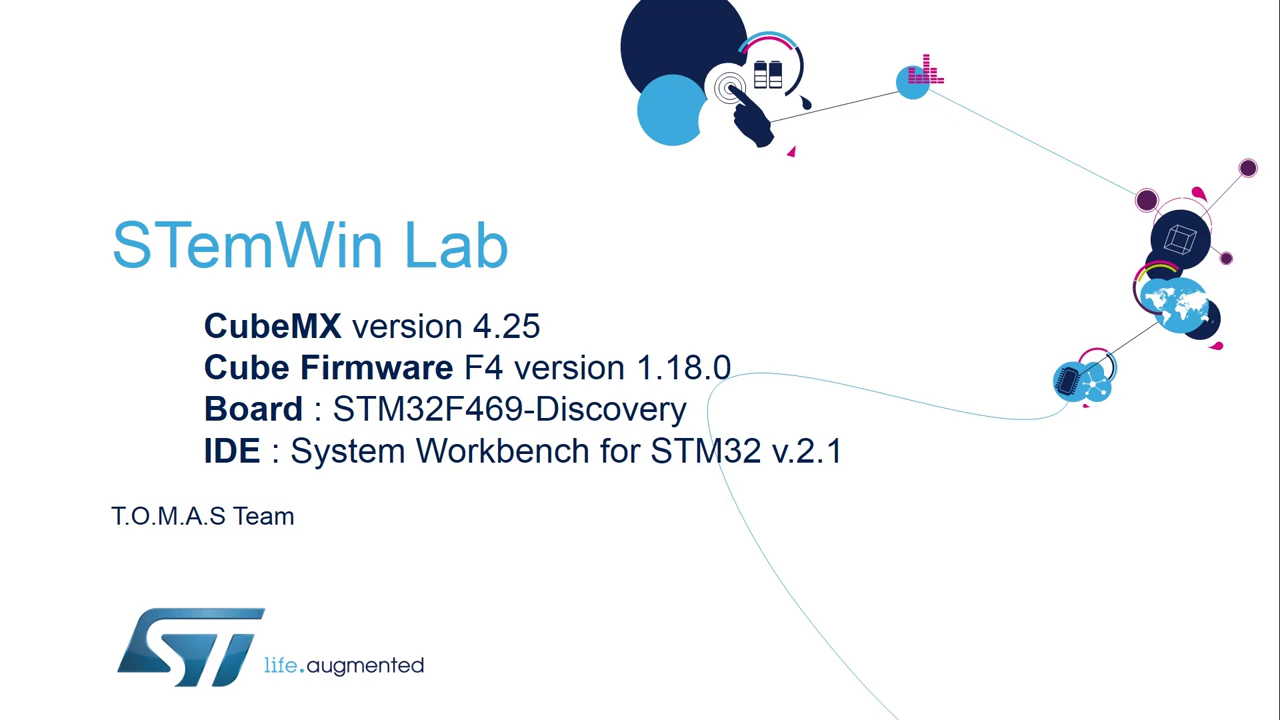 STemWin Lab
CubeMX version 4.25
Cube Firmware F4 version 1.18.0
Board : STM32F469-Discovery
IDE : System Workbench for STM32 v.2.1
T.O.M.A.S Team
ST life.augmented